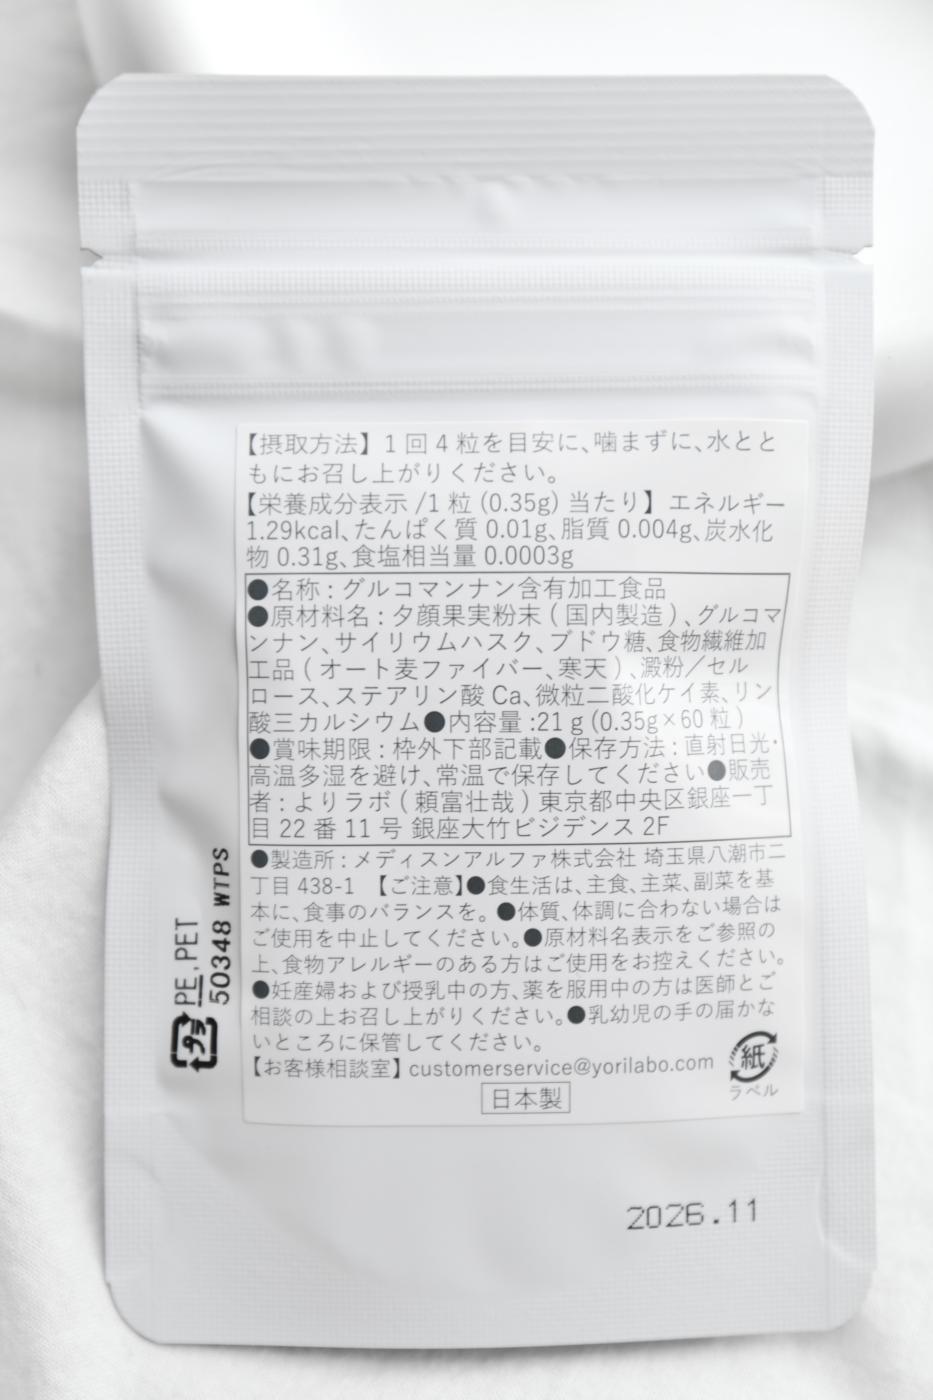 【摂取方法】1回4粒を目安に、噛まずに、水とと
もにお召し上がりください。
【栄養成分表示/1粒(0.35g)当たり】エネルギー
1.29kcal、たんぱく質0.01g、脂質0.004g、炭水化
物0.31g、食塩相当量0.0003g
●名称：グルコマンナン含有加工食品
●原材料名：夕顔果実粉末（国内製造）、グルコマ
ンナン、サイリウムハスク、ブドウ糖、食物繊維加
工品（オート麦ファイバー、寒天）、澱粉／セル
ロース、ステアリン酸Ca、微粒二酸化ケイ素、リン
酸三カルシウム●内容量:21g(0.35g×60粒)
●賞味期限：枠外下部記載●保存方法：直射日光・
高温多湿を避け、常温で保存してください●販売
者：よりラボ（頼富壮哉）東京都中央区銀座一丁
目22番11号 銀座大竹ビジデンス2F
●製造所：メディスンアルファ株式会社 埼玉県八潮市二
丁目438-1 【ご注意】●食生活は、主食、主菜、副菜を基
本に、食事のバランスを。●体質、体調に合わない場合は
ご使用を中止してください。●原材料名表示をご参照の
上、食物アレルギーのある方はご使用をお控えください。
●妊産婦および授乳中の方、薬を服用中の方は医師とご
相談の上お召し上がりください。●乳幼児の手の届かな
いところに保管してください。
【お客様相談室】customerservice@yorilabo.com
紙
ラベル
日本製
プラ
PE, PET
50348 WTPS
2026.11